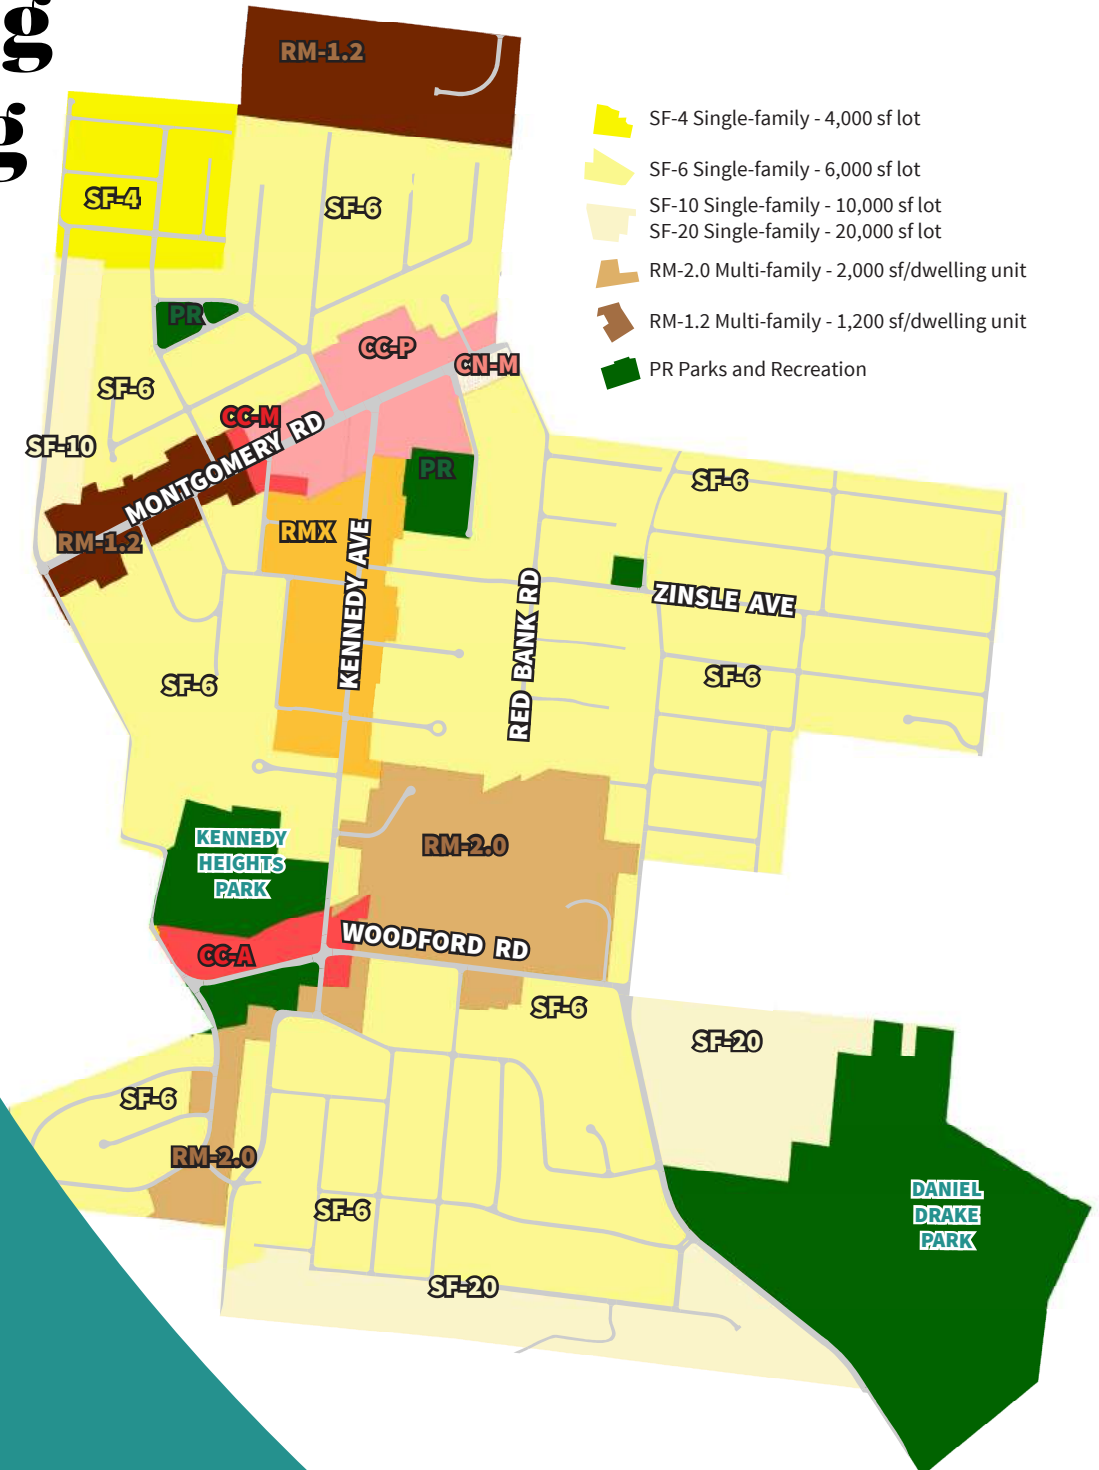 g
g
RM-1.2
SF-4 Single-family - 4,000 sf lot
SF-6 Single-family - 6,000 sf lot
SF-10 Single-family - 10,000 sf lot
SF-20 Single-family - 20,000 sf lot
RM-2.0 Multi-family - 2,000 sf/dwelling unit
RM-1.2 Multi-family - 1,200 sf/dwelling unit
PR Parks and Recreation
SF-4
SF-6
PR
CC-P
CN-M
SF-6
CC-M
MONTGOMERY RD
SF-10
PR
SF-6
RM-1.2
RMX
KENNEDY AVE
RED BANK RD
ZINSLE AVE
SF-6
SF-6
KENNEDY
HEIGHTS
PARK
RM-2.0
WOODFORD RD
CC-A
SF-6
SF-20
SF-6
RM-2.0
SF-6
DANIEL
DRAKE
PARK
SF-20